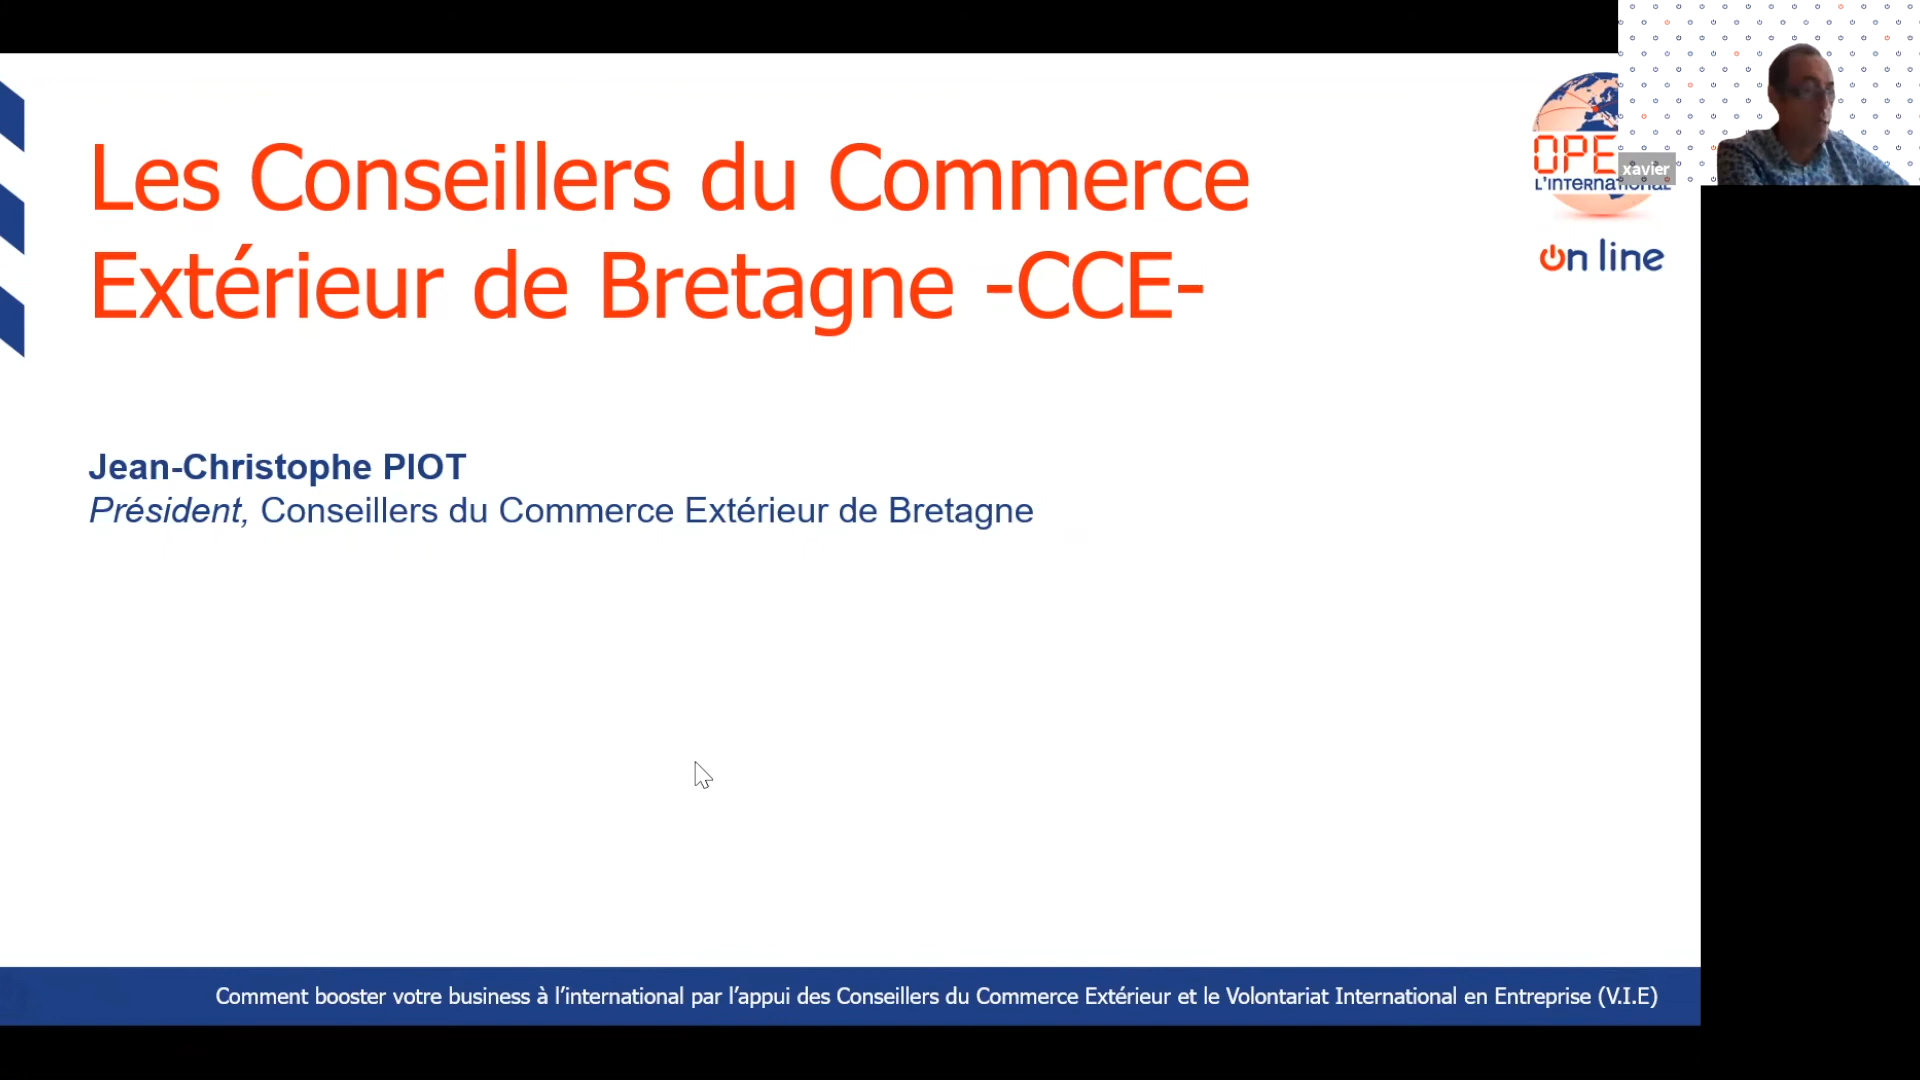 Les Conseillers du Commerce
Extérieur de Bretagne -CCE-
Jean-Christophe PIOT
Président, Conseillers du Commerce Extérieur de Bretagne
OPE
xavier
L'INTERNATIONAL
on line
Comment booster votre business à l’international par l’appui des Conseillers du Commerce Extérieur et le Volontariat International en Entreprise (V.I.E)